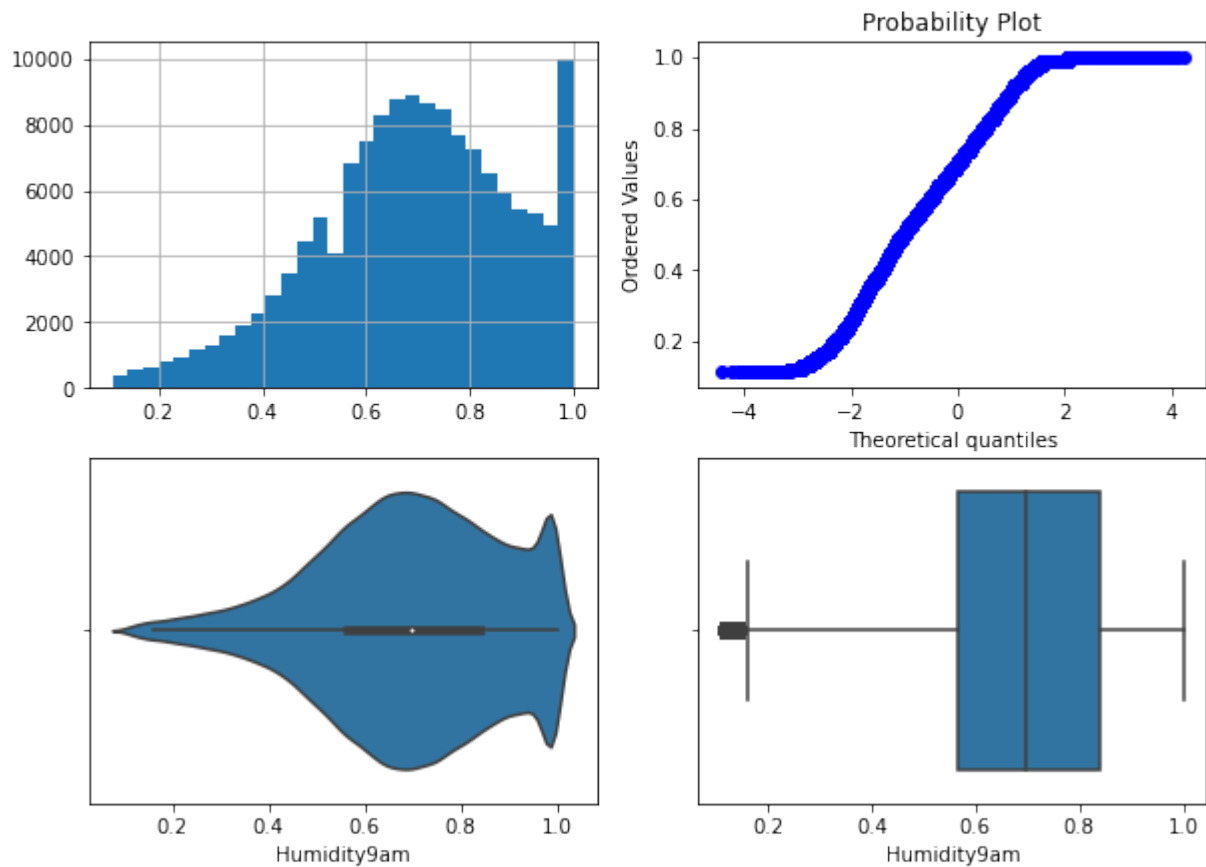 10000
8000
6000
4000
2000
0
0.2 0.4 0.6 0.8 1.0
Probability Plot
1.0
0.8
0.6
0.4
0.2
Ordered Values
−4 −2 0 2 4
Theoretical quantiles
0.2 0.4 0.6 0.8 1.0
Humidity9am
0.2 0.4 0.6 0.8 1.0
Humidity9am